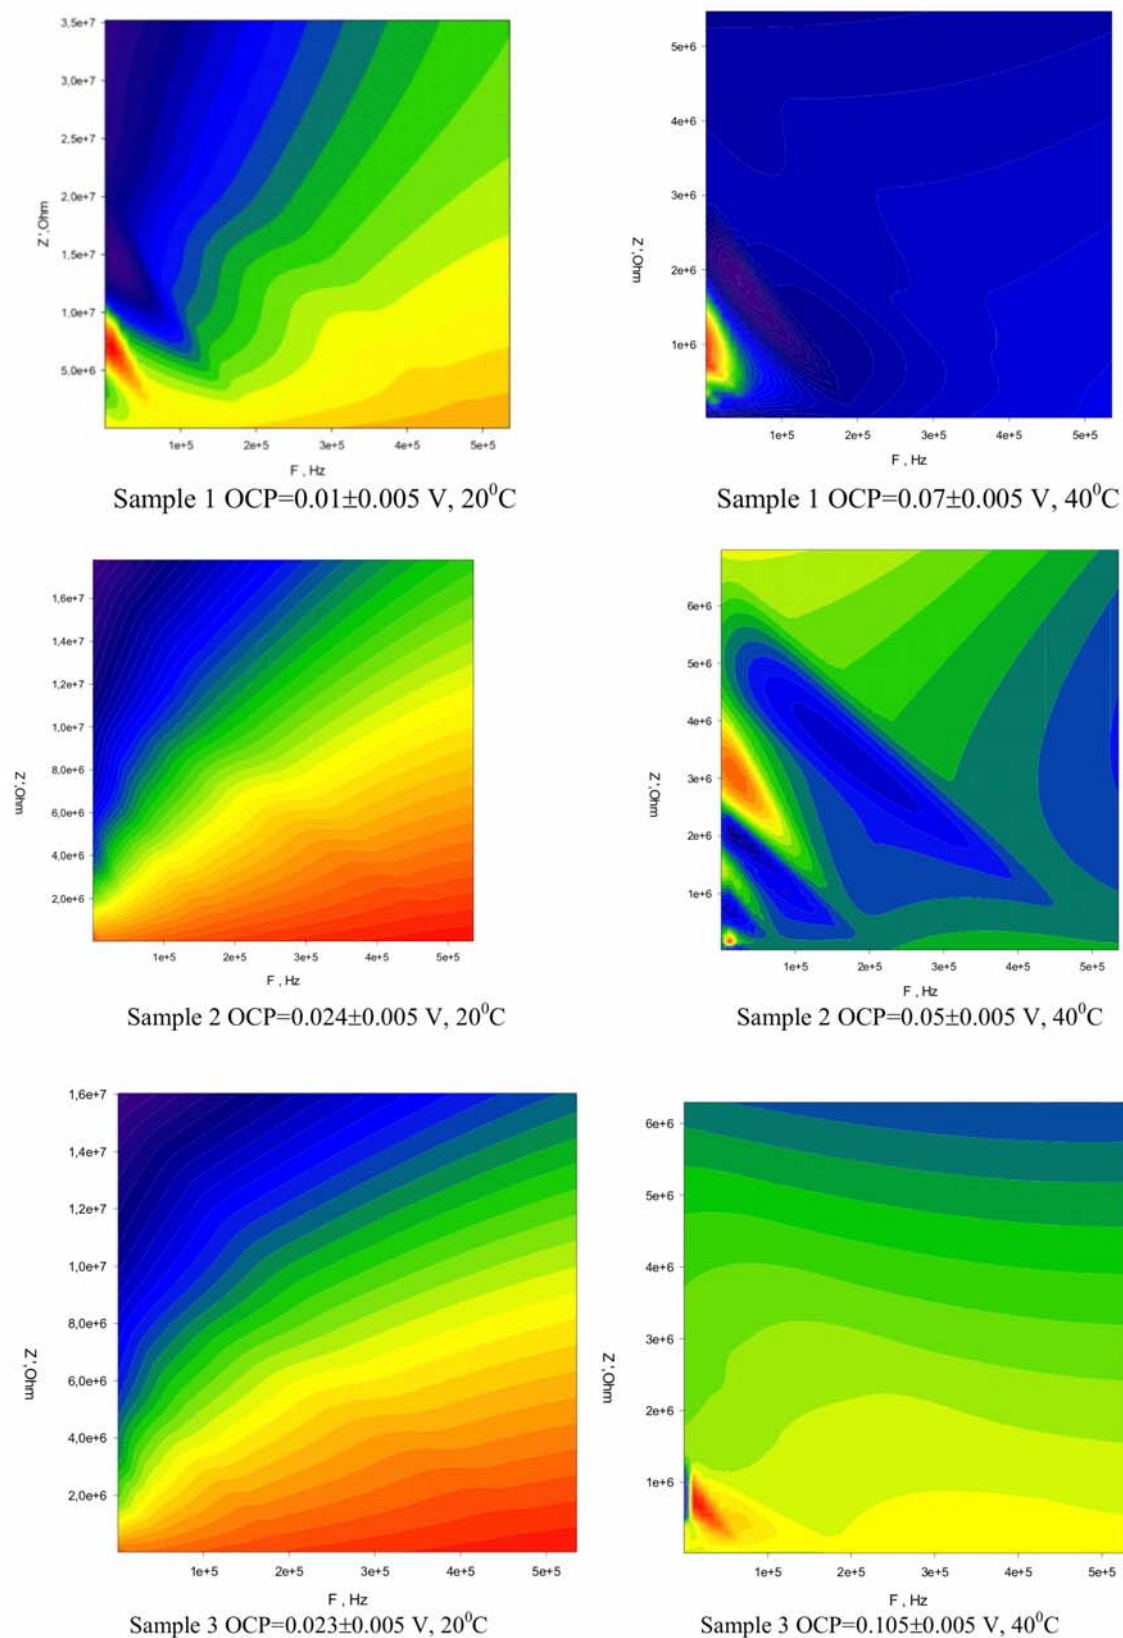 3,5e+7
3,0e+7
2,5e+7
2,0e+7
1,5e+7
1,0e+7
5,0e+6
Z',Ohm
1e+5 2e+5 3e+5 4e+5 5e+5
F , Hz
Sample 1 OCP=0.01±0.005 V, 20⁰C
5e+6
4e+6
3e+6
2e+6
1e+6
Z',Ohm
1e+5 2e+5 3e+5 4e+5 5e+5
F , Hz
Sample 1 OCP=0.07±0.005 V, 40⁰C
1,6e+7
1,4e+7
1,2e+7
1,0e+7
8,0e+6
6,0e+6
4,0e+6
2,0e+6
Z',Ohm
1e+5 2e+5 3e+5 4e+5 5e+5
F , Hz
Sample 2 OCP=0.024±0.005 V, 20⁰C
6e+6
5e+6
4e+6
3e+6
2e+6
1e+6
Z',Ohm
1e+5 2e+5 3e+5 4e+5 5e+5
F , Hz
Sample 2 OCP=0.05±0.005 V, 40⁰C
1,6e+7
1,4e+7
1,2e+7
1,0e+7
8,0e+6
6,0e+6
4,0e+6
2,0e+6
Z',Ohm
1e+5 2e+5 3e+5 4e+5 5e+5
F , Hz
Sample 3 OCP=0.023±0.005 V, 20⁰C
6e+6
5e+6
4e+6
3e+6
2e+6
1e+6
Z',Ohm
1e+5 2e+5 3e+5 4e+5 5e+5
F , Hz
Sample 3 OCP=0.105±0.005 V, 40⁰C